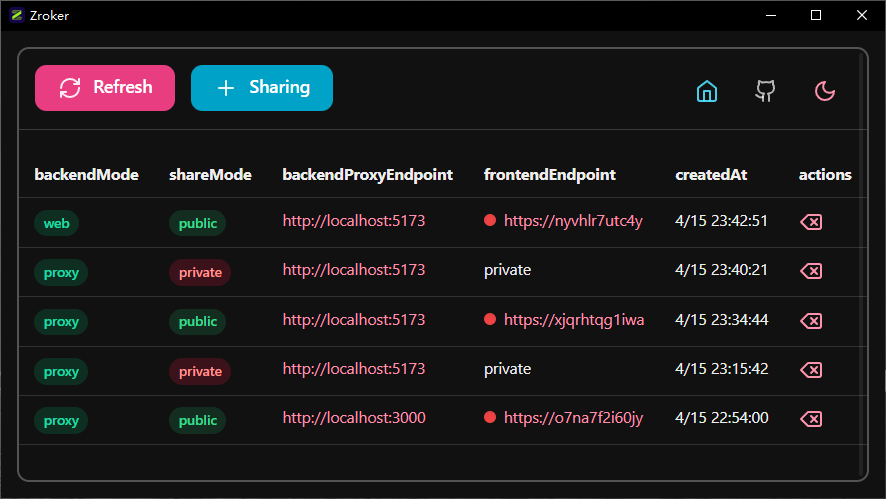 Zroker
Refresh Sharing
backendMode shareMode backendProxyEndpoint frontendEndpoint createdAt actions
web public http://localhost:5173 https://nyvhlr7utc4y 4/15 23:42:51
proxy private http://localhost:5173 private 4/15 23:40:21
proxy public http://localhost:5173 https://xjqrhtqg1iwa 4/15 23:34:44
proxy private http://localhost:5173 private 4/15 23:15:42
proxy public http://localhost:3000 https://o7na7f2i60jy 4/15 22:54:00